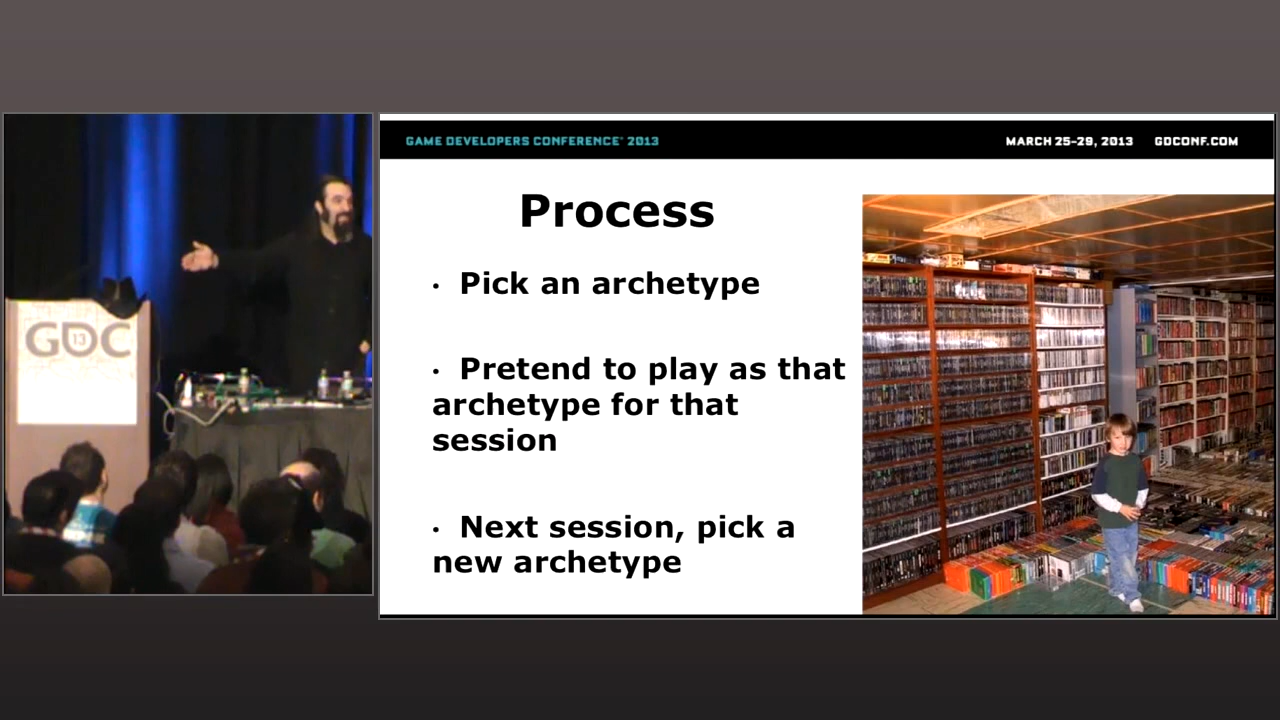 GAME DEVELOPERS CONFERENCE® 2013
MARCH 25–29, 2013 GDCONF.COM
Process
• Pick an archetype
• Pretend to play as that
archetype for that
session
• Next session, pick a
new archetype
GDC
13